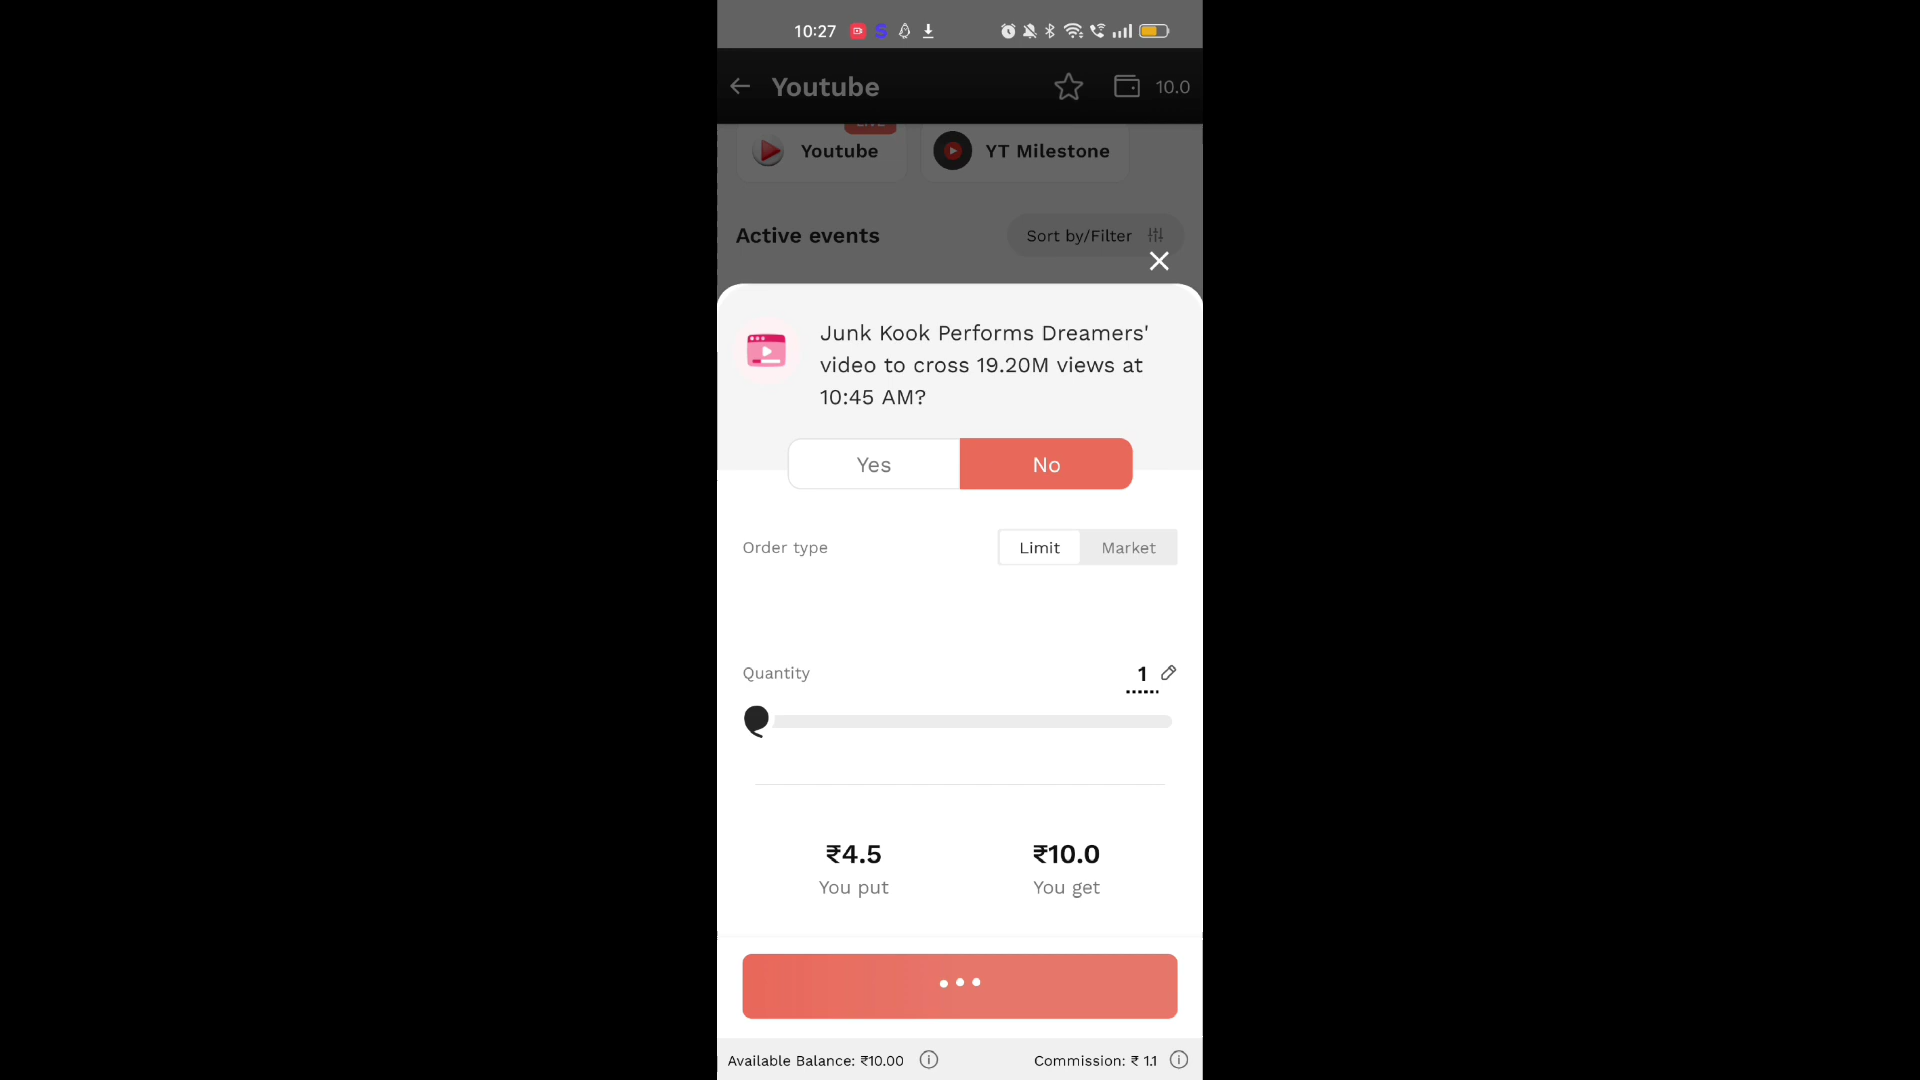 10:27
Youtube 10.0
LIVE
Youtube YT Milestone
Active events Sort by/Filter
Junk Kook Performs Dreamers'
video to cross 19.20M views at
10:45 AM?
Yes No
Order type Limit Market
Quantity 1
₹4.5 ₹10.0
You put You get
Available Balance: ₹10.00 Commission: ₹ 1.1